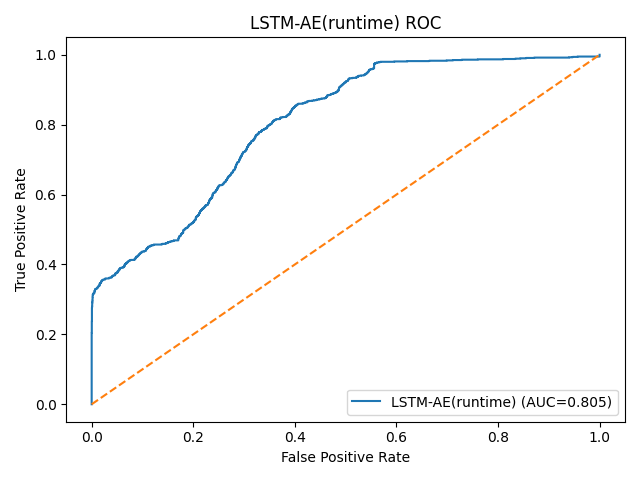 LSTM-AE(runtime) ROC
True Positive Rate
1.0
0.8
0.6
0.4
0.2
0.0
LSTM-AE(runtime) (AUC=0.805)
0.0 0.2 0.4 0.6 0.8 1.0
False Positive Rate